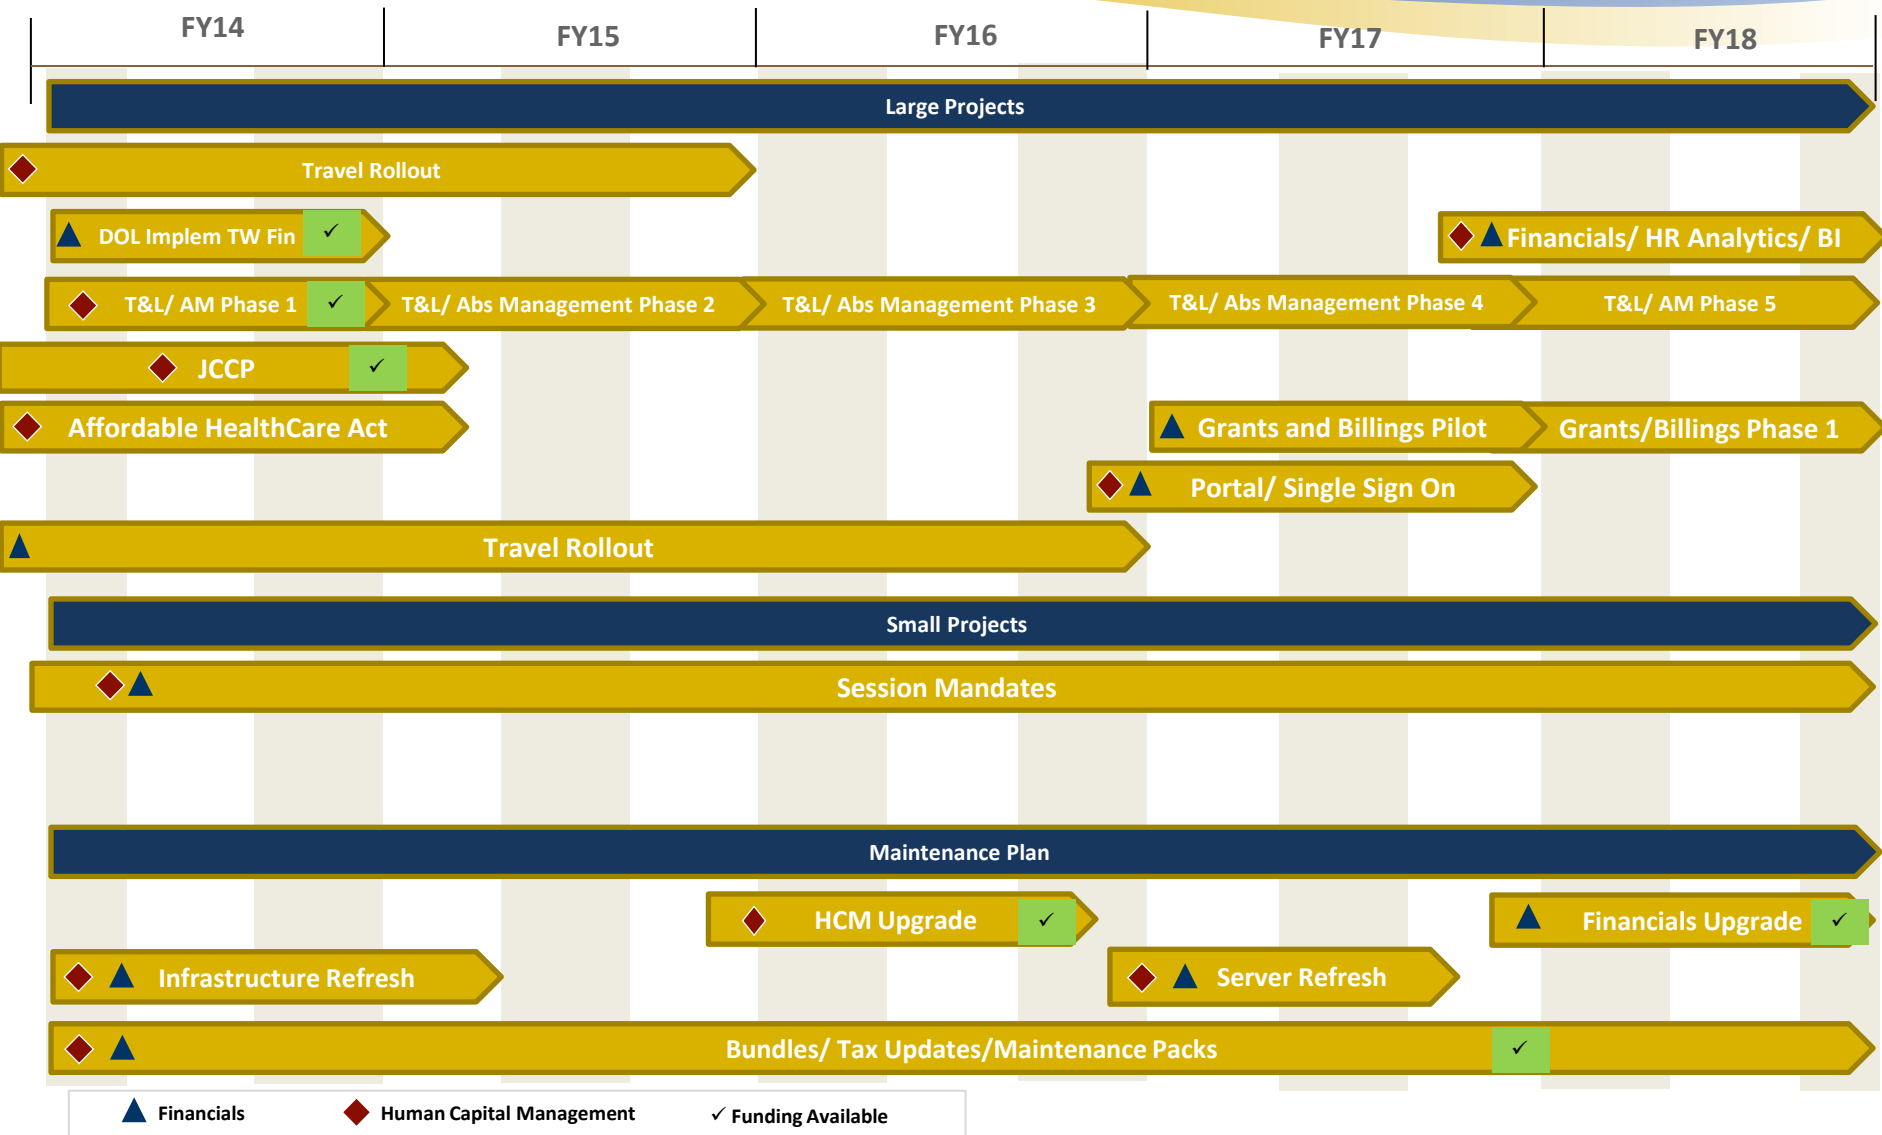 FY14
FY15
FY16
FY17
FY18
Large Projects
Travel Rollout
DOL Implem TW Fin ✓
Financials/ HR Analytics/ BI
T&L/ AM Phase 1 ✓
T&L/ Abs Management Phase 2
T&L/ Abs Management Phase 3
T&L/ Abs Management Phase 4
T&L/ AM Phase 5
JCCP ✓
Affordable HealthCare Act
Grants and Billings Pilot
Grants/Billings Phase 1
Portal/ Single Sign On
Travel Rollout
Small Projects
Session Mandates
Maintenance Plan
HCM Upgrade ✓
Financials Upgrade ✓
Infrastructure Refresh
Server Refresh
Bundles/ Tax Updates/Maintenance Packs ✓
Financials
Human Capital Management
✓ Funding Available